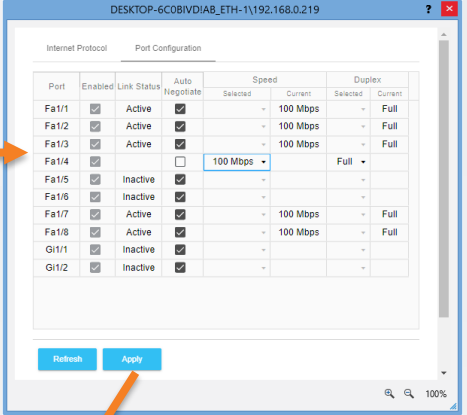 DESKTOP-6C0BIVD!AB_ETH-1\192.168.0.219 ? ×
Internet Protocol Port Configuration
Port Enabled Link Status Auto Negotiate Speed Duplex
Selected Current Selected Current
Fa1/1 Active 100 Mbps Full
Fa1/2 Active 100 Mbps Full
Fa1/3 Active 100 Mbps Full
Fa1/4 100 Mbps Full
Fa1/5 Inactive
Fa1/6 Inactive
Fa1/7 Active 100 Mbps Full
Fa1/8 Active 100 Mbps Full
Gi1/1 Inactive
Gi1/2 Inactive
Refresh Apply
100%